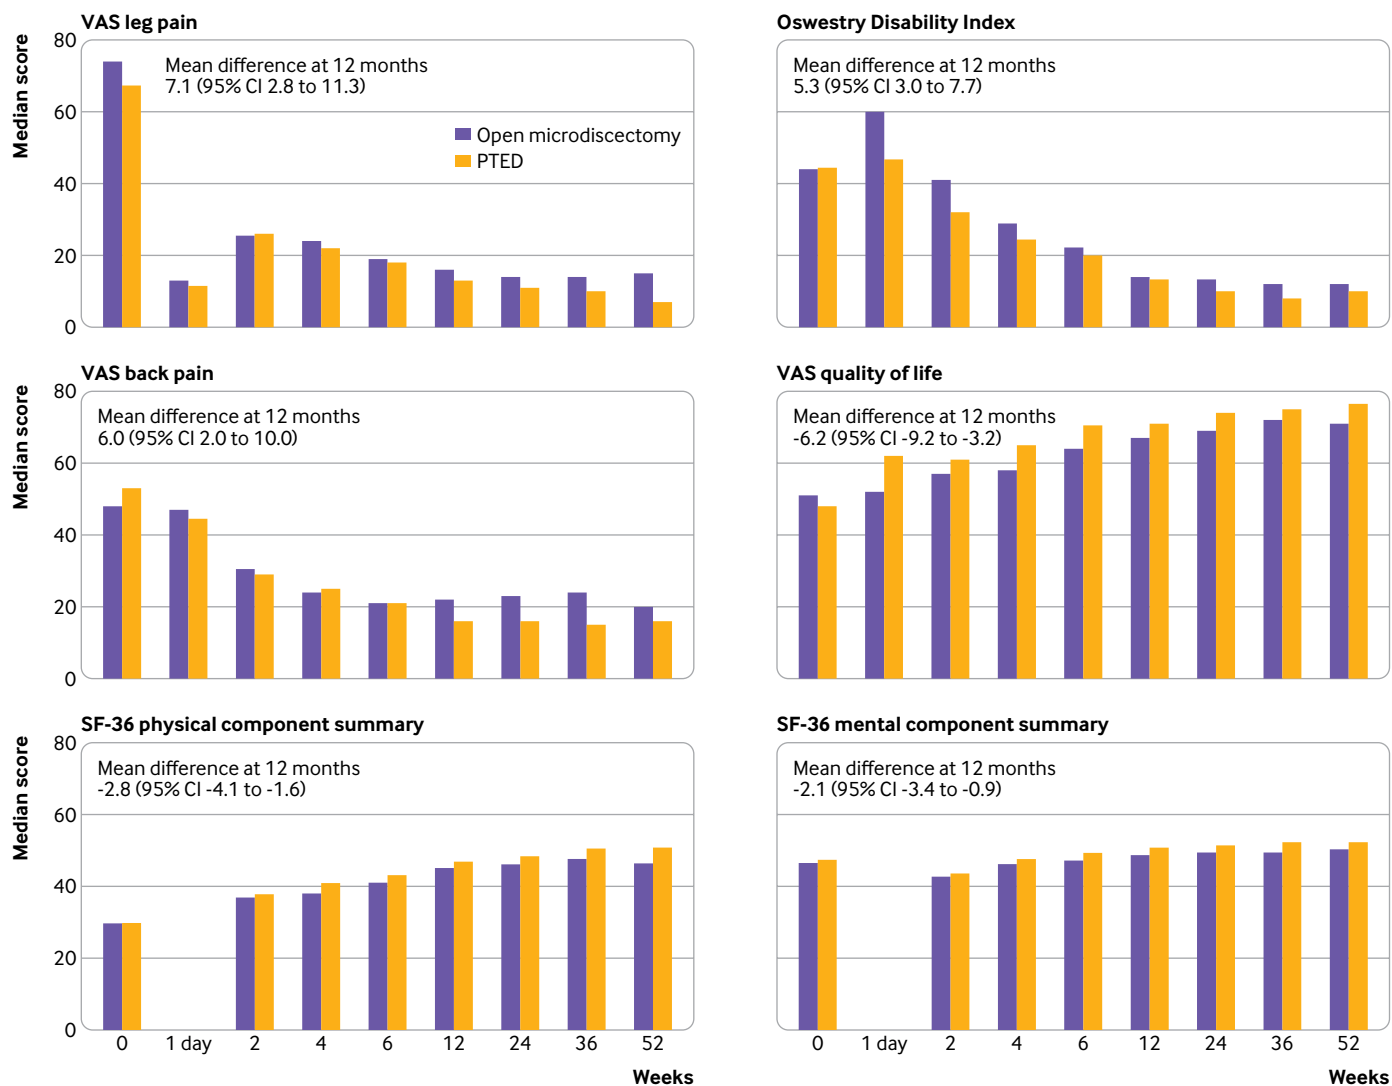 VAS leg pain
Median score
80
60
40
20
0
Mean difference at 12 months
7.1 (95% CI 2.8 to 11.3)
Open microdiscectomy
PTED
Oswestry Disability Index
Mean difference at 12 months
5.3 (95% CI 3.0 to 7.7)
VAS back pain
Median score
80
60
40
20
0
Mean difference at 12 months
6.0 (95% CI 2.0 to 10.0)
VAS quality of life
Mean difference at 12 months
-6.2 (95% CI -9.2 to -3.2)
SF-36 physical component summary
Median score
80
60
40
20
0
Mean difference at 12 months
-2.8 (95% CI -4.1 to -1.6)
0 1 day 2 4 6 12 24 36 52
Weeks
SF-36 mental component summary
Mean difference at 12 months
-2.1 (95% CI -3.4 to -0.9)
0 1 day 2 4 6 12 24 36 52
Weeks